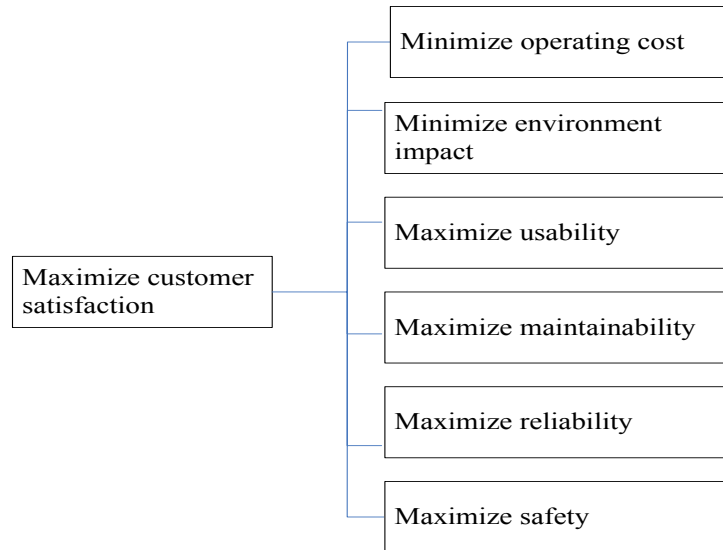 Minimize operating cost
Minimize environment
impact
Maximize usability
Maximize customer
satisfaction
Maximize maintainability
Maximize reliability
Maximize safety